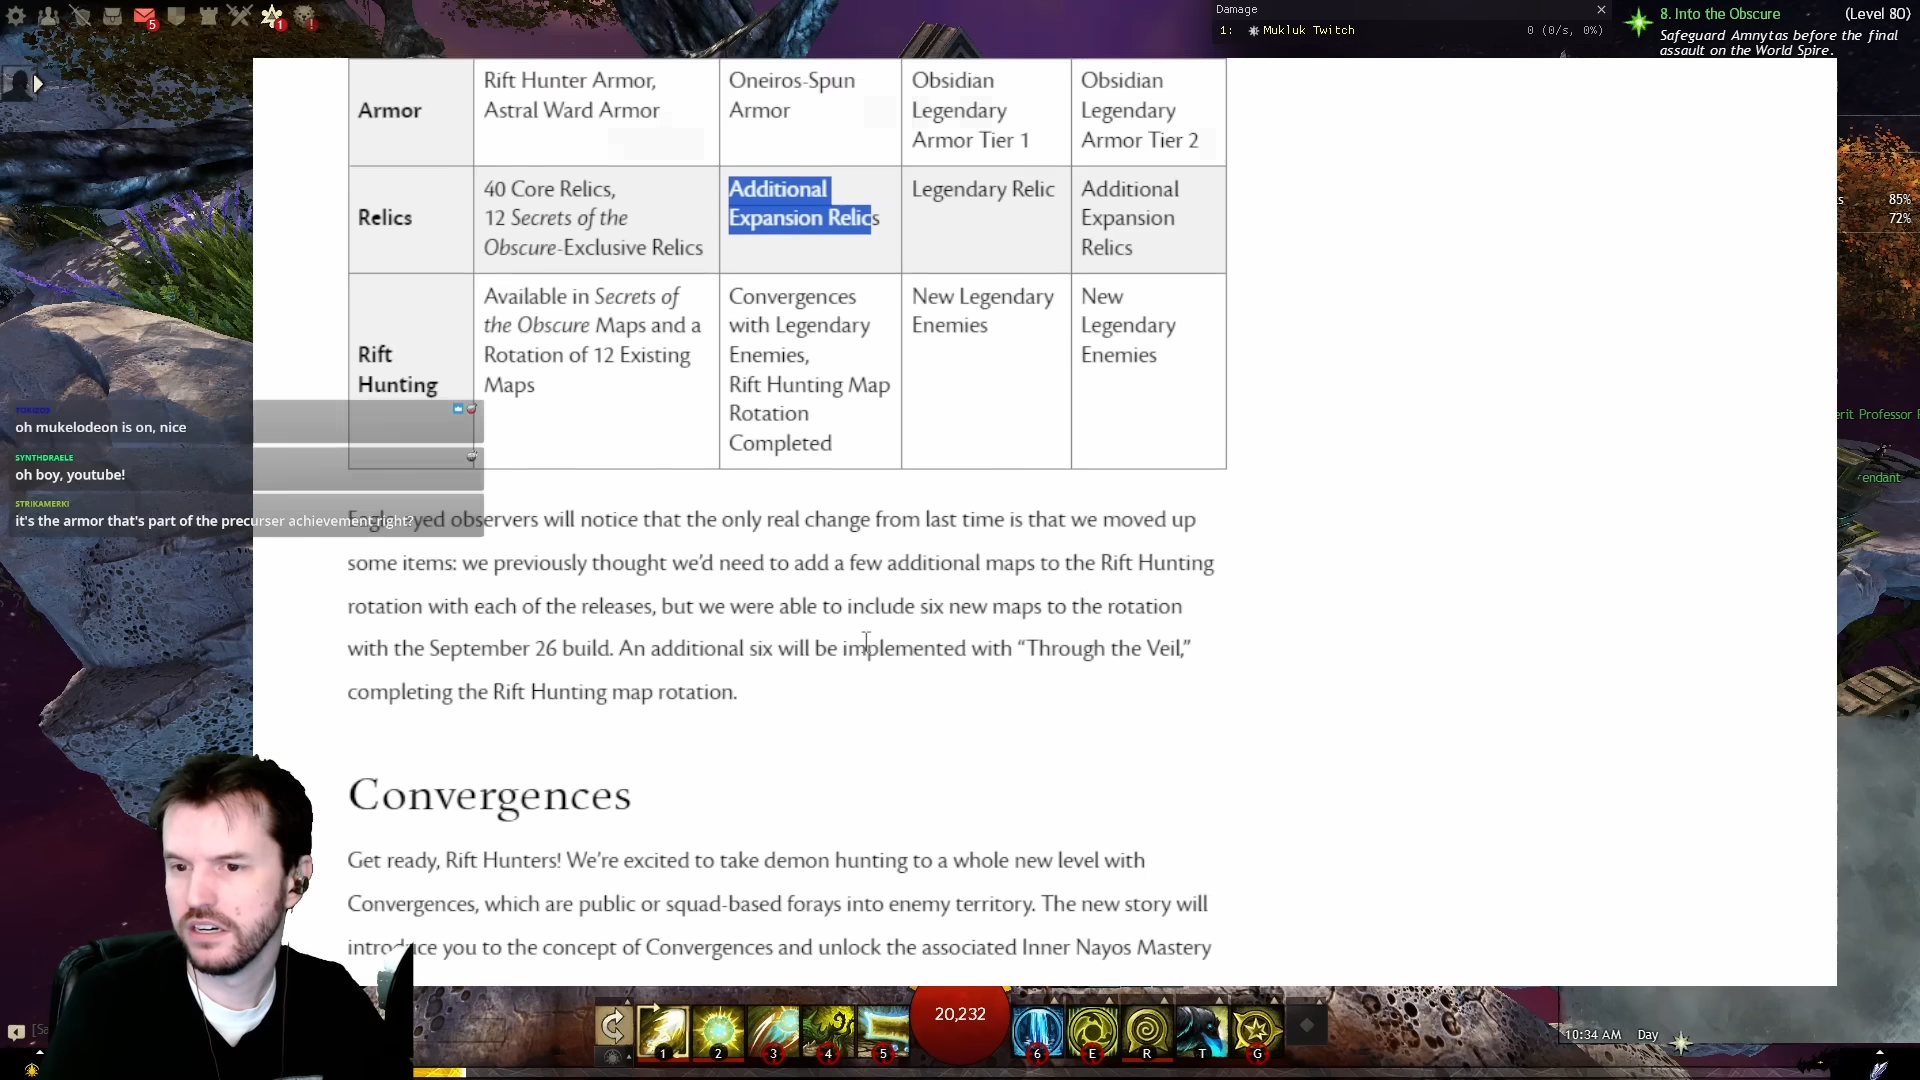 5
1
Damage
1: Mukluk Twitch 0 (0/s, 0%)
8. Into the Obscure (Level 80)
Safeguard Amnytas before the final
assault on the World Spire.
85%
72%
Armor
Rift Hunter Armor,
Astral Ward Armor
Oneiros-Spun
Armor
Obsidian
Legendary
Armor Tier 1
Obsidian
Legendary
Armor Tier 2
Relics
40 Core Relics,
12 Secrets of the
Obscure-Exclusive Relics
Additional
Expansion Relics
Legendary Relic
Additional
Expansion
Relics
Rift
Hunting
Available in Secrets of
the Obscure Maps and a
Rotation of 12 Existing
Maps
Convergences
with Legendary
Enemies,
Rift Hunting Map
Rotation
Completed
New Legendary
Enemies
New
Legendary
Enemies
TORIZOS
oh mukelodeon is on, nice
SYNTHDRAELE
oh boy, youtube!
STRIKAMERKI
it's the armor that's part of the precurser achievement right?
Eagle-eyed observers will notice that the only real change from last time is that we moved up
some items: we previously thought we'd need to add a few additional maps to the Rift Hunting
rotation with each of the releases, but we were able to include six new maps to the rotation
with the September 26 build. An additional six will be implemented with “Through the Veil,”
completing the Rift Hunting map rotation.
Convergences
Get ready, Rift Hunters! We're excited to take demon hunting to a whole new level with
Convergences, which are public or squad-based forays into enemy territory. The new story will
introduce you to the concept of Convergences and unlock the associated Inner Nayos Mastery
erit Professor
endant
[Sa
1 2 3 4 5
20,232
6 E R T G
10:34 AM Day